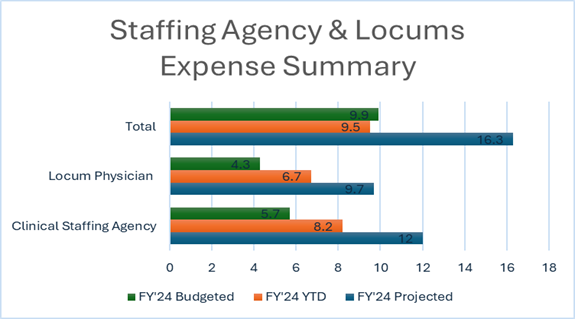 Staffing Agency & Locums
Expense Summary
Total
9.9
9.5
16.3
Locum Physician
4.3
6.7
9.7
Clinical Staffing Agency
5.7
8.2
12
0 2 4 6 8 10 12 14 16 18
FY'24 Budgeted FY'24 YTD FY'24 Projected